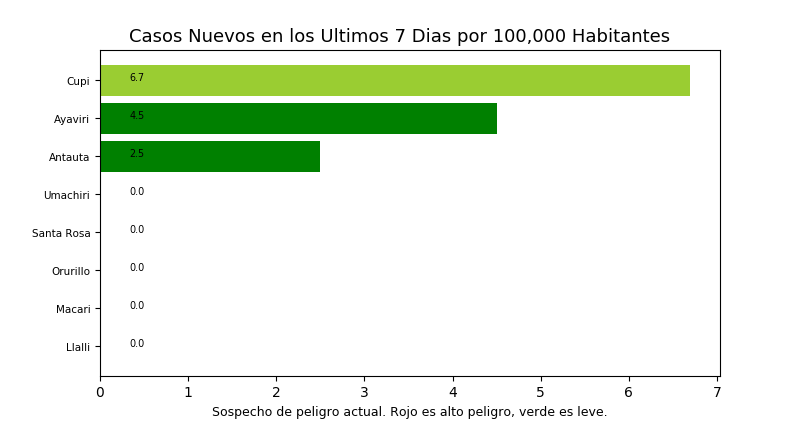 Casos Nuevos en los Ultimos 7 Dias por 100,000 Habitantes
Cupi 6.7
Ayaviri 4.5
Antauta 2.5
Umachiri 0.0
Santa Rosa 0.0
Orurillo 0.0
Macari 0.0
Llalli 0.0
0 1 2 3 4 5 6 7
Sospecho de peligro actual. Rojo es alto peligro, verde es leve.